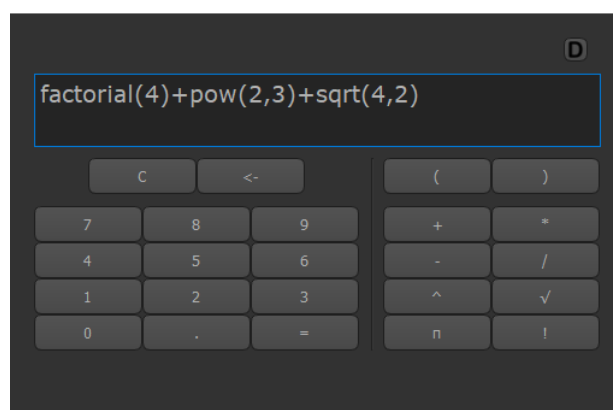 D
factorial(4)+pow(2,3)+sqrt(4,2)
C <- ( )
7 8 9 + *
4 5 6 - /
1 2 3 ^ √
0 . = п !